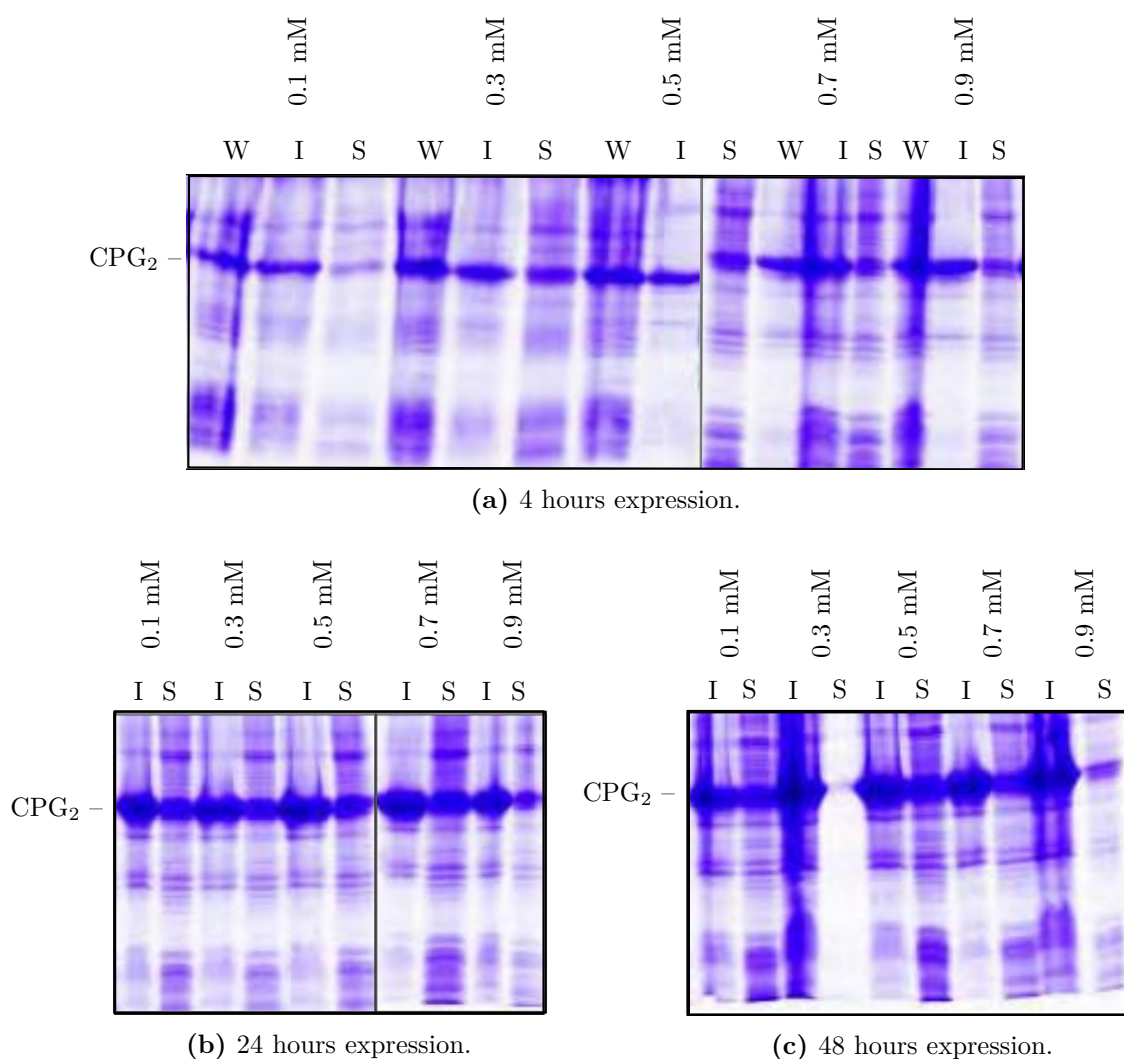 0.1 mM 0.3 mM 0.5 mM 0.7 mM 0.9 mM
W I S W I S W I S W I S W I S
CPG₂ –
(a) 4 hours expression.
0.1 mM 0.3 mM 0.5 mM 0.7 mM 0.9 mM
I S I S I S I S I S
CPG₂ –
(b) 24 hours expression.
0.1 mM 0.3 mM 0.5 mM 0.7 mM 0.9 mM
I S I S I S I S I S
CPG₂ –
(c) 48 hours expression.